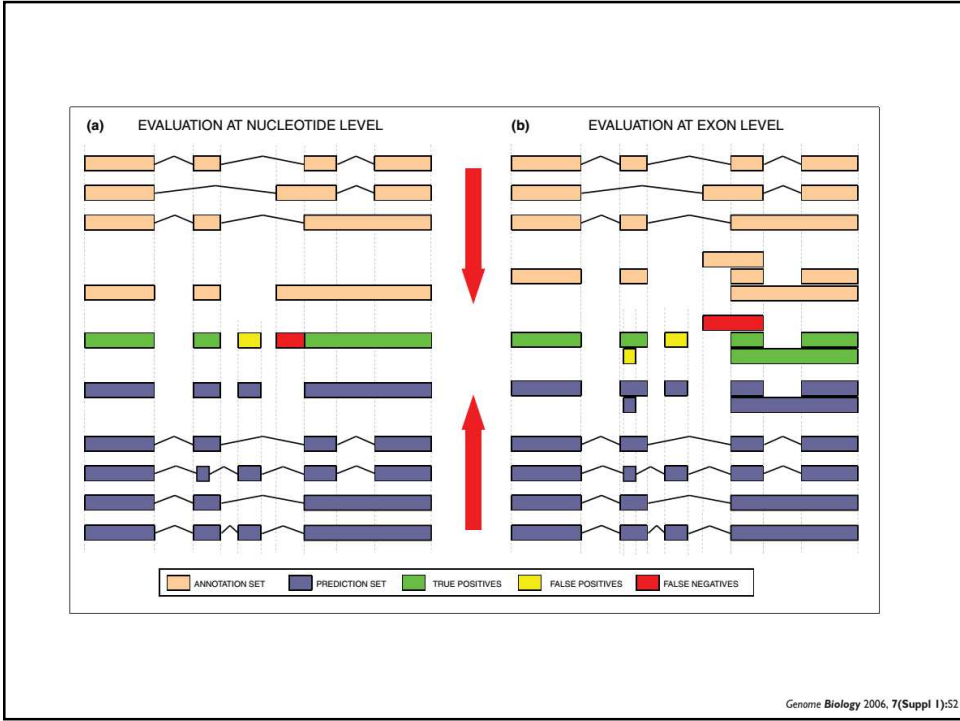 (a) EVALUATION AT NUCLEOTIDE LEVEL
(b) EVALUATION AT EXON LEVEL
ANNOTATION SET PREDICTION SET TRUE POSITIVES FALSE POSITIVES FALSE NEGATIVES
Genome Biology 2006, 7(Suppl 1):S2